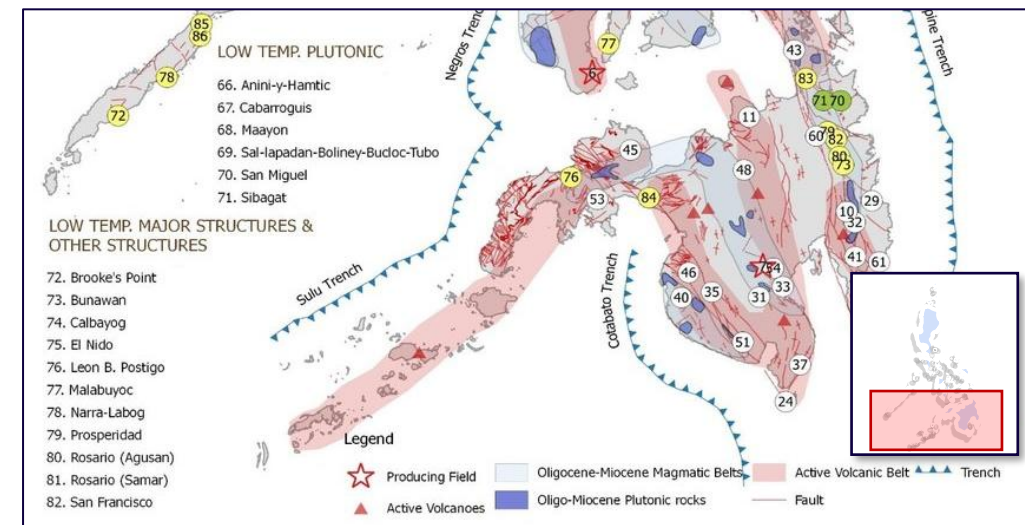 85
86
78
72
LOW TEMP. PLUTONIC
66. Anini-y-Hamtic
67. Cabarroguis
68. Maayon
69. Sal-lapadan-Boliney-Bucloc-Tubo
70. San Miguel
71. Sibagat
LOW TEMP. MAJOR STRUCTURES &
OTHER STRUCTURES
72. Brooke's Point
73. Bunawan
74. Calbayog
75. El Nido
76. Leon B. Postigo
77. Malabuyoc
78. Narra-Labog
79. Prosperidad
80. Rosario (Agusan)
81. Rosario (Samar)
82. San Francisco
Negros Trench
77
6
43
83
71
70
11
60
79
82
80
73
45
48
76
53
84
10
32
29
41
61
46
40
35
31
33
51
37
24
Sulu Trench
Cotabato Trench
Legend
Producing Field
Active Volcanoes
Oligocene-Miocene Magmatic Belts
Oligo-Miocene Plutonic rocks
Active Volcanic Belt
Fault
Trench